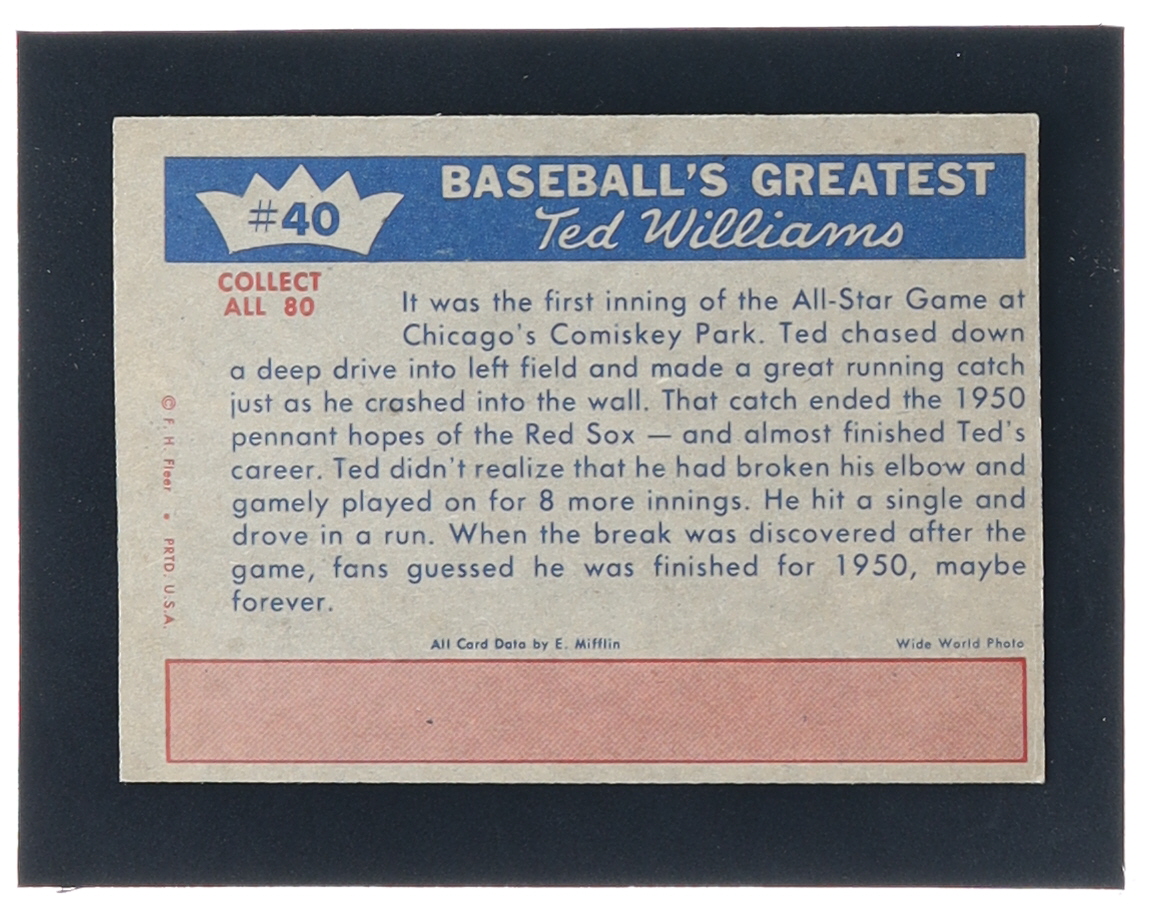 #40
BASEBALL'S GREATEST
Ted Williams
COLLECT
ALL 80
It was the first inning of the All-Star Game at
Chicago's Comiskey Park. Ted chased down
a deep drive into left field and made a great running catch
just as he crashed into the wall. That catch ended the 1950
pennant hopes of the Red Sox — and almost finished Ted's
career. Ted didn't realize that he had broken his elbow and
gamely played on for 8 more innings. He hit a single and
drove in a run. When the break was discovered after the
game, fans guessed he was finished for 1950, maybe
forever.
© F. H Fleer • PRTD: U.S.A.
All Card Data by E. Mifflin
Wide World Photo